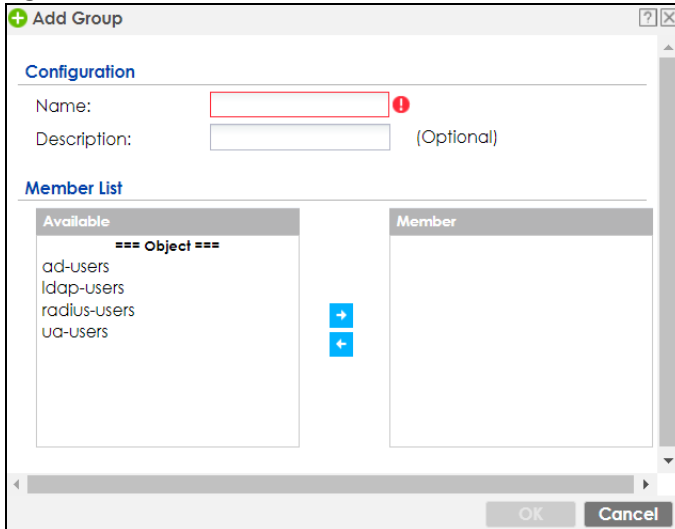 Add Group
?
Configuration
Name:
Description: (Optional)
Member List
Available Member
=== Object ===
ad-users
ldap-users
radius-users
ua-users
OK Cancel